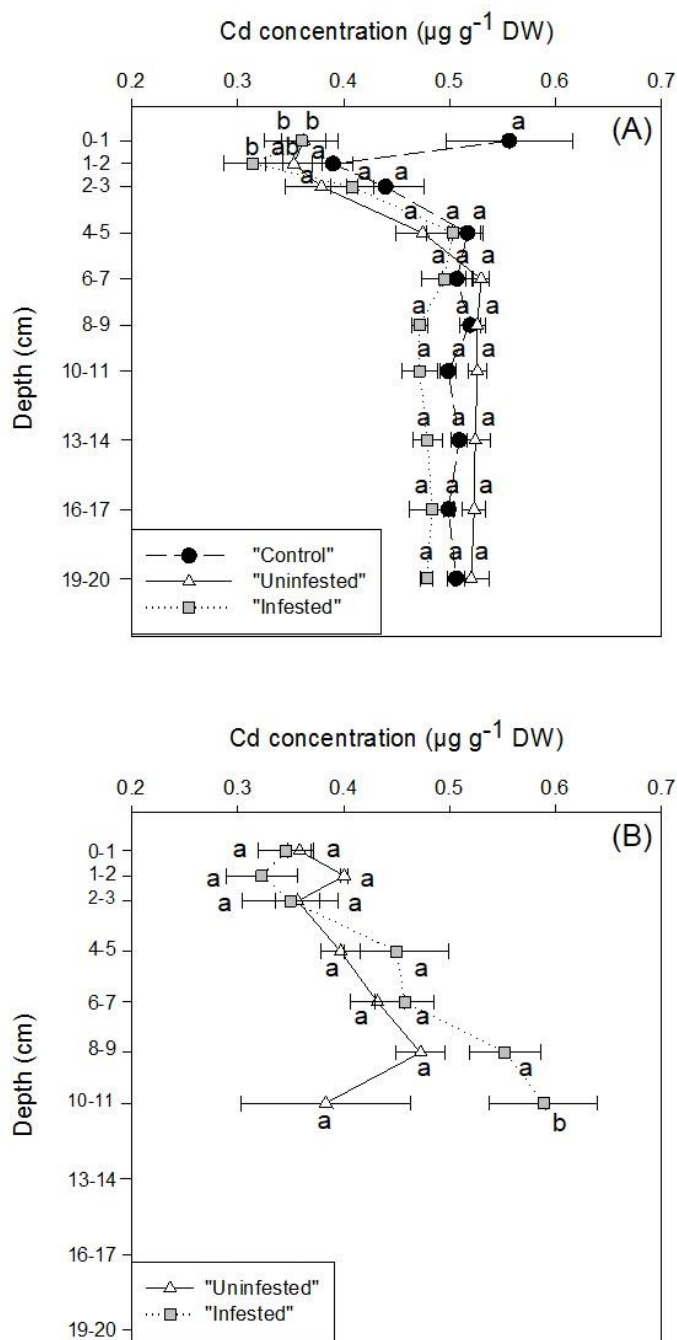 Cd concentration (µg g-1 DW)
0.2 0.3 0.4 0.5 0.6 0.7
(A)
b b a
0-1
b ab a
1-2
a a a
2-3
a a a
4-5
a a a
6-7
a a a
8-9
a a a
10-11
a a a
13-14
a a a
16-17
a a a
19-20
Depth (cm)
"Control"
"Uninfested"
"Infested"
Cd concentration (µg g-1 DW)
0.2 0.3 0.4 0.5 0.6 0.7
(B)
0-1 a a
1-2 a a
2-3 a a
4-5
a a
6-7
a a
8-9
a a
10-11
a b
13-14
16-17
19-20
Depth (cm)
"Uninfested"
"Infested"